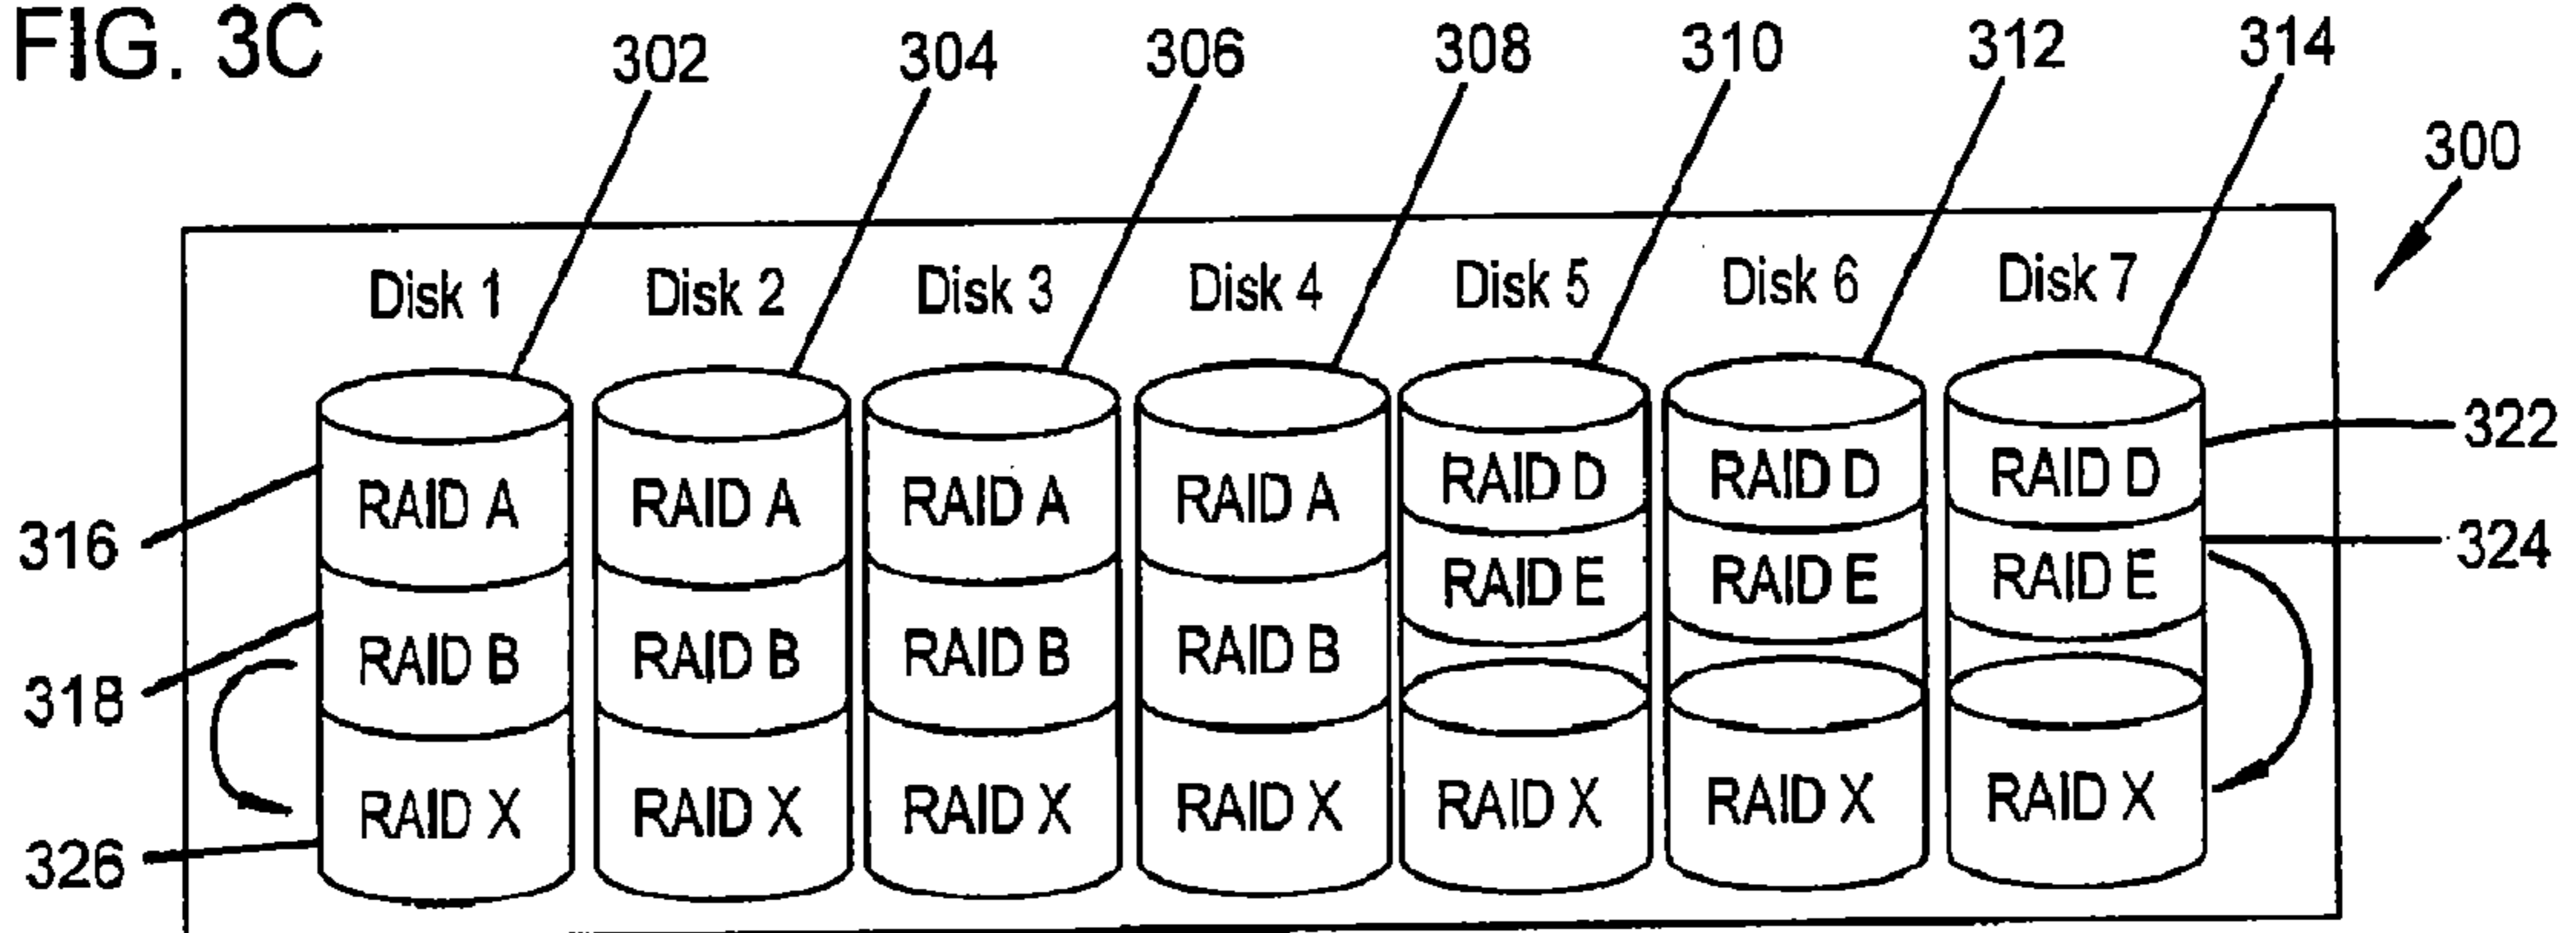 FIG. 3C
302 304 306 308 310 312 314
300
Disk 1 Disk 2 Disk 3 Disk 4 Disk 5 Disk 6 Disk 7
322
RAID A RAID A RAID A RAID A RAID D RAID D RAID D
316
324
RAID E RAID E RAID E
RAID B RAID B RAID B RAID B
318
RAID X RAID X RAID X RAID X RAID X RAID X RAID X
326